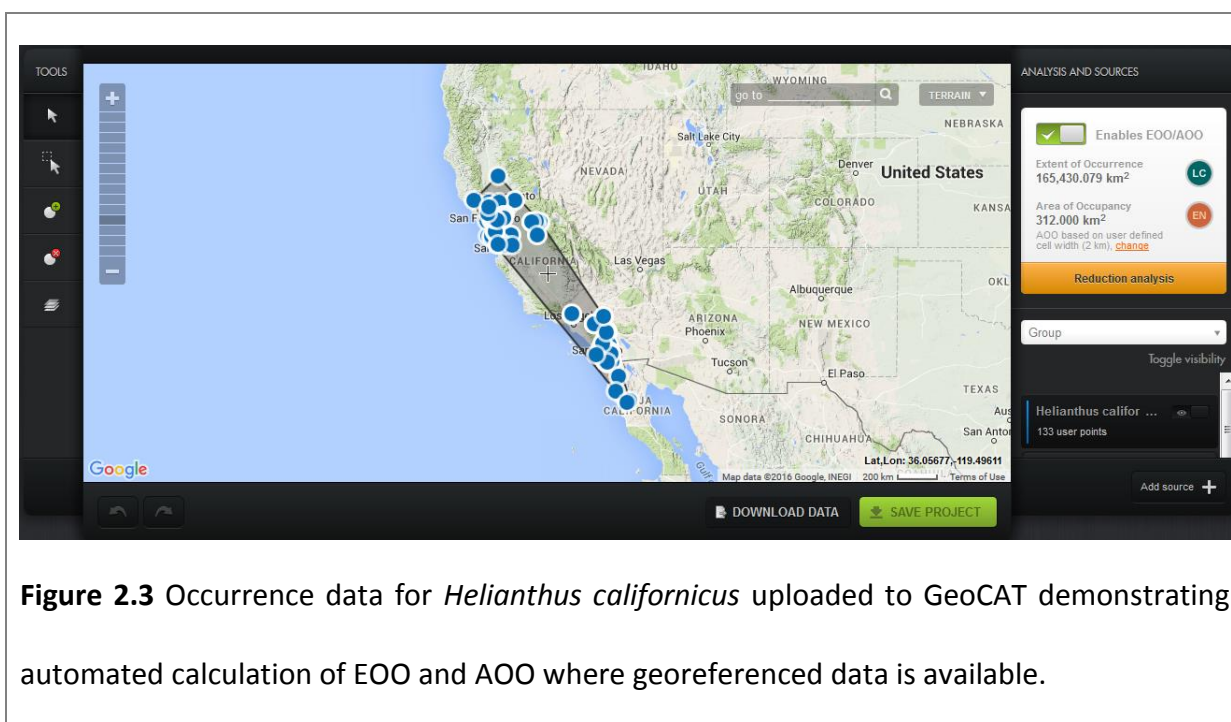 TOOLS
IDAHO
WYOMING
go to
TERRAIN
ANALYSIS AND SOURCES
NEBRASKA
Salt Lake City
Enables EOO/AOO
NEVADA
Denver
United States
Extent of Occurrence
165,430.079 km²
LC
UTAH
COLORADO
KANSA
Area of Occupancy
312.000 km²
EN
AOO based on user defined
cell width (2 km), change
San F
to
Sa
CALIFORNIA
Las Vegas
Reduction analysis
OKL
Albuquerque
Los
ARIZONA
NEW MEXICO
Phoenix
Group
Sa
Tucson
Toggle visibility
El Paso
TEXAS
JA
CALIFORNIA
SONORA
Aus
Helianthus califor ...
133 user points
San Anto
CHIHUAHUA
Lat,Lon: 36.05677,-119.49611
Google
Gulf
Map data ©2016 Google, INEGI
200 km
Terms of Use
DOWNLOAD DATA
SAVE PROJECT
Add source
Figure 2.3 Occurrence data for Helianthus californicus uploaded to GeoCAT demonstrating
automated calculation of EOO and AOO where georeferenced data is available.